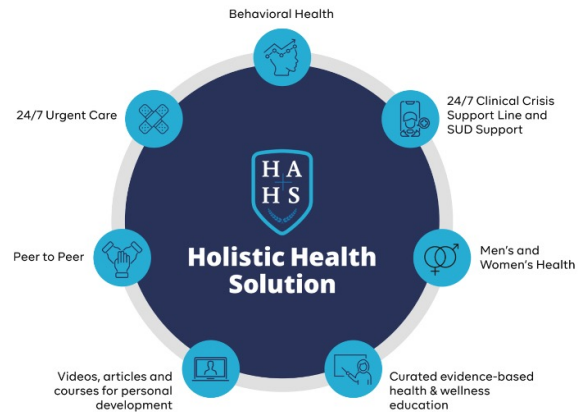 Behavioral Health
24/7 Urgent Care
24/7 Clinical Crisis
Support Line and
SUD Support
H A
H S
Holistic Health
Solution
Peer to Peer
Men's and
Women's Health
Videos, articles and
courses for personal
development
Curated evidence-based
health & wellness
education